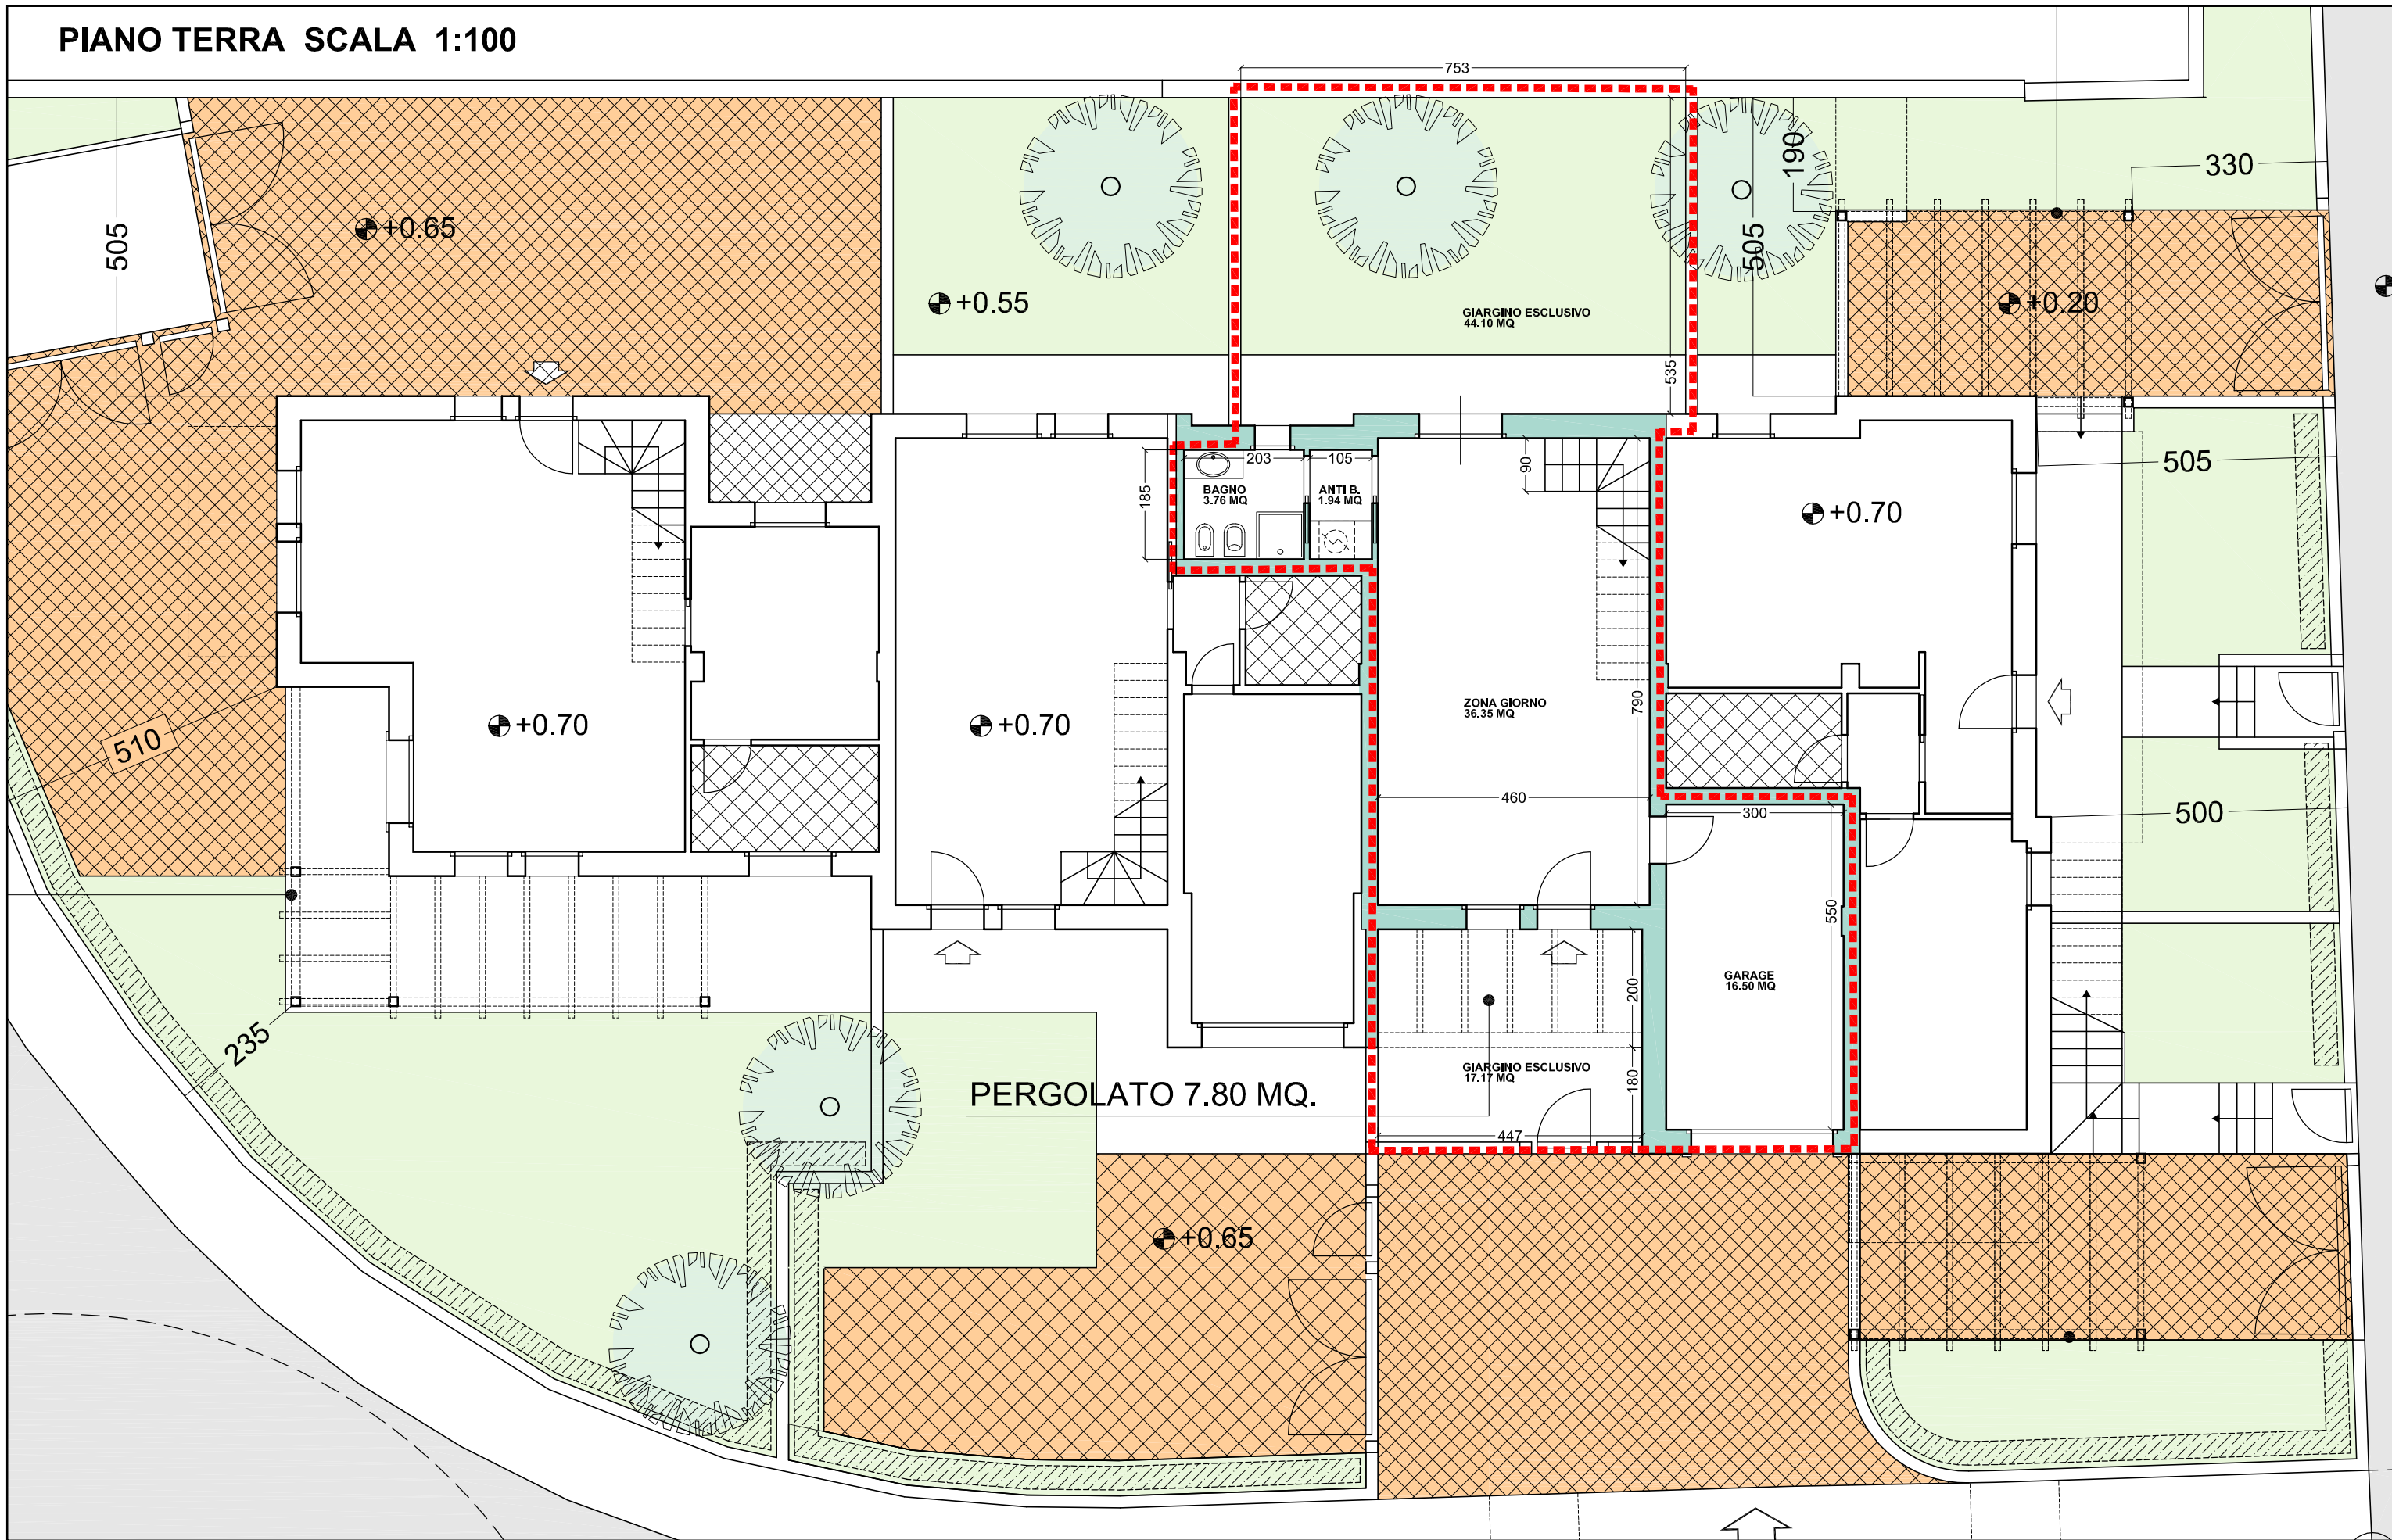 PIANO TERRA SCALA 1:100
753
190
330
505
+0.65
505
+0.55
+0.20
GIARGINO ESCLUSIVO
44.10 MQ
535
203
105
90
505
185
BAGNO
3.76 MQ
ANTI B.
1.94 MQ
+0.70
510
+0.70
+0.70
ZONA GIORNO
36.35 MQ
790
460
300
500
550
GARAGE
16.50 MQ
200
235
PERGOLATO 7.80 MQ.
GIARGINO ESCLUSIVO
17.17 MQ
180
447
+0.65